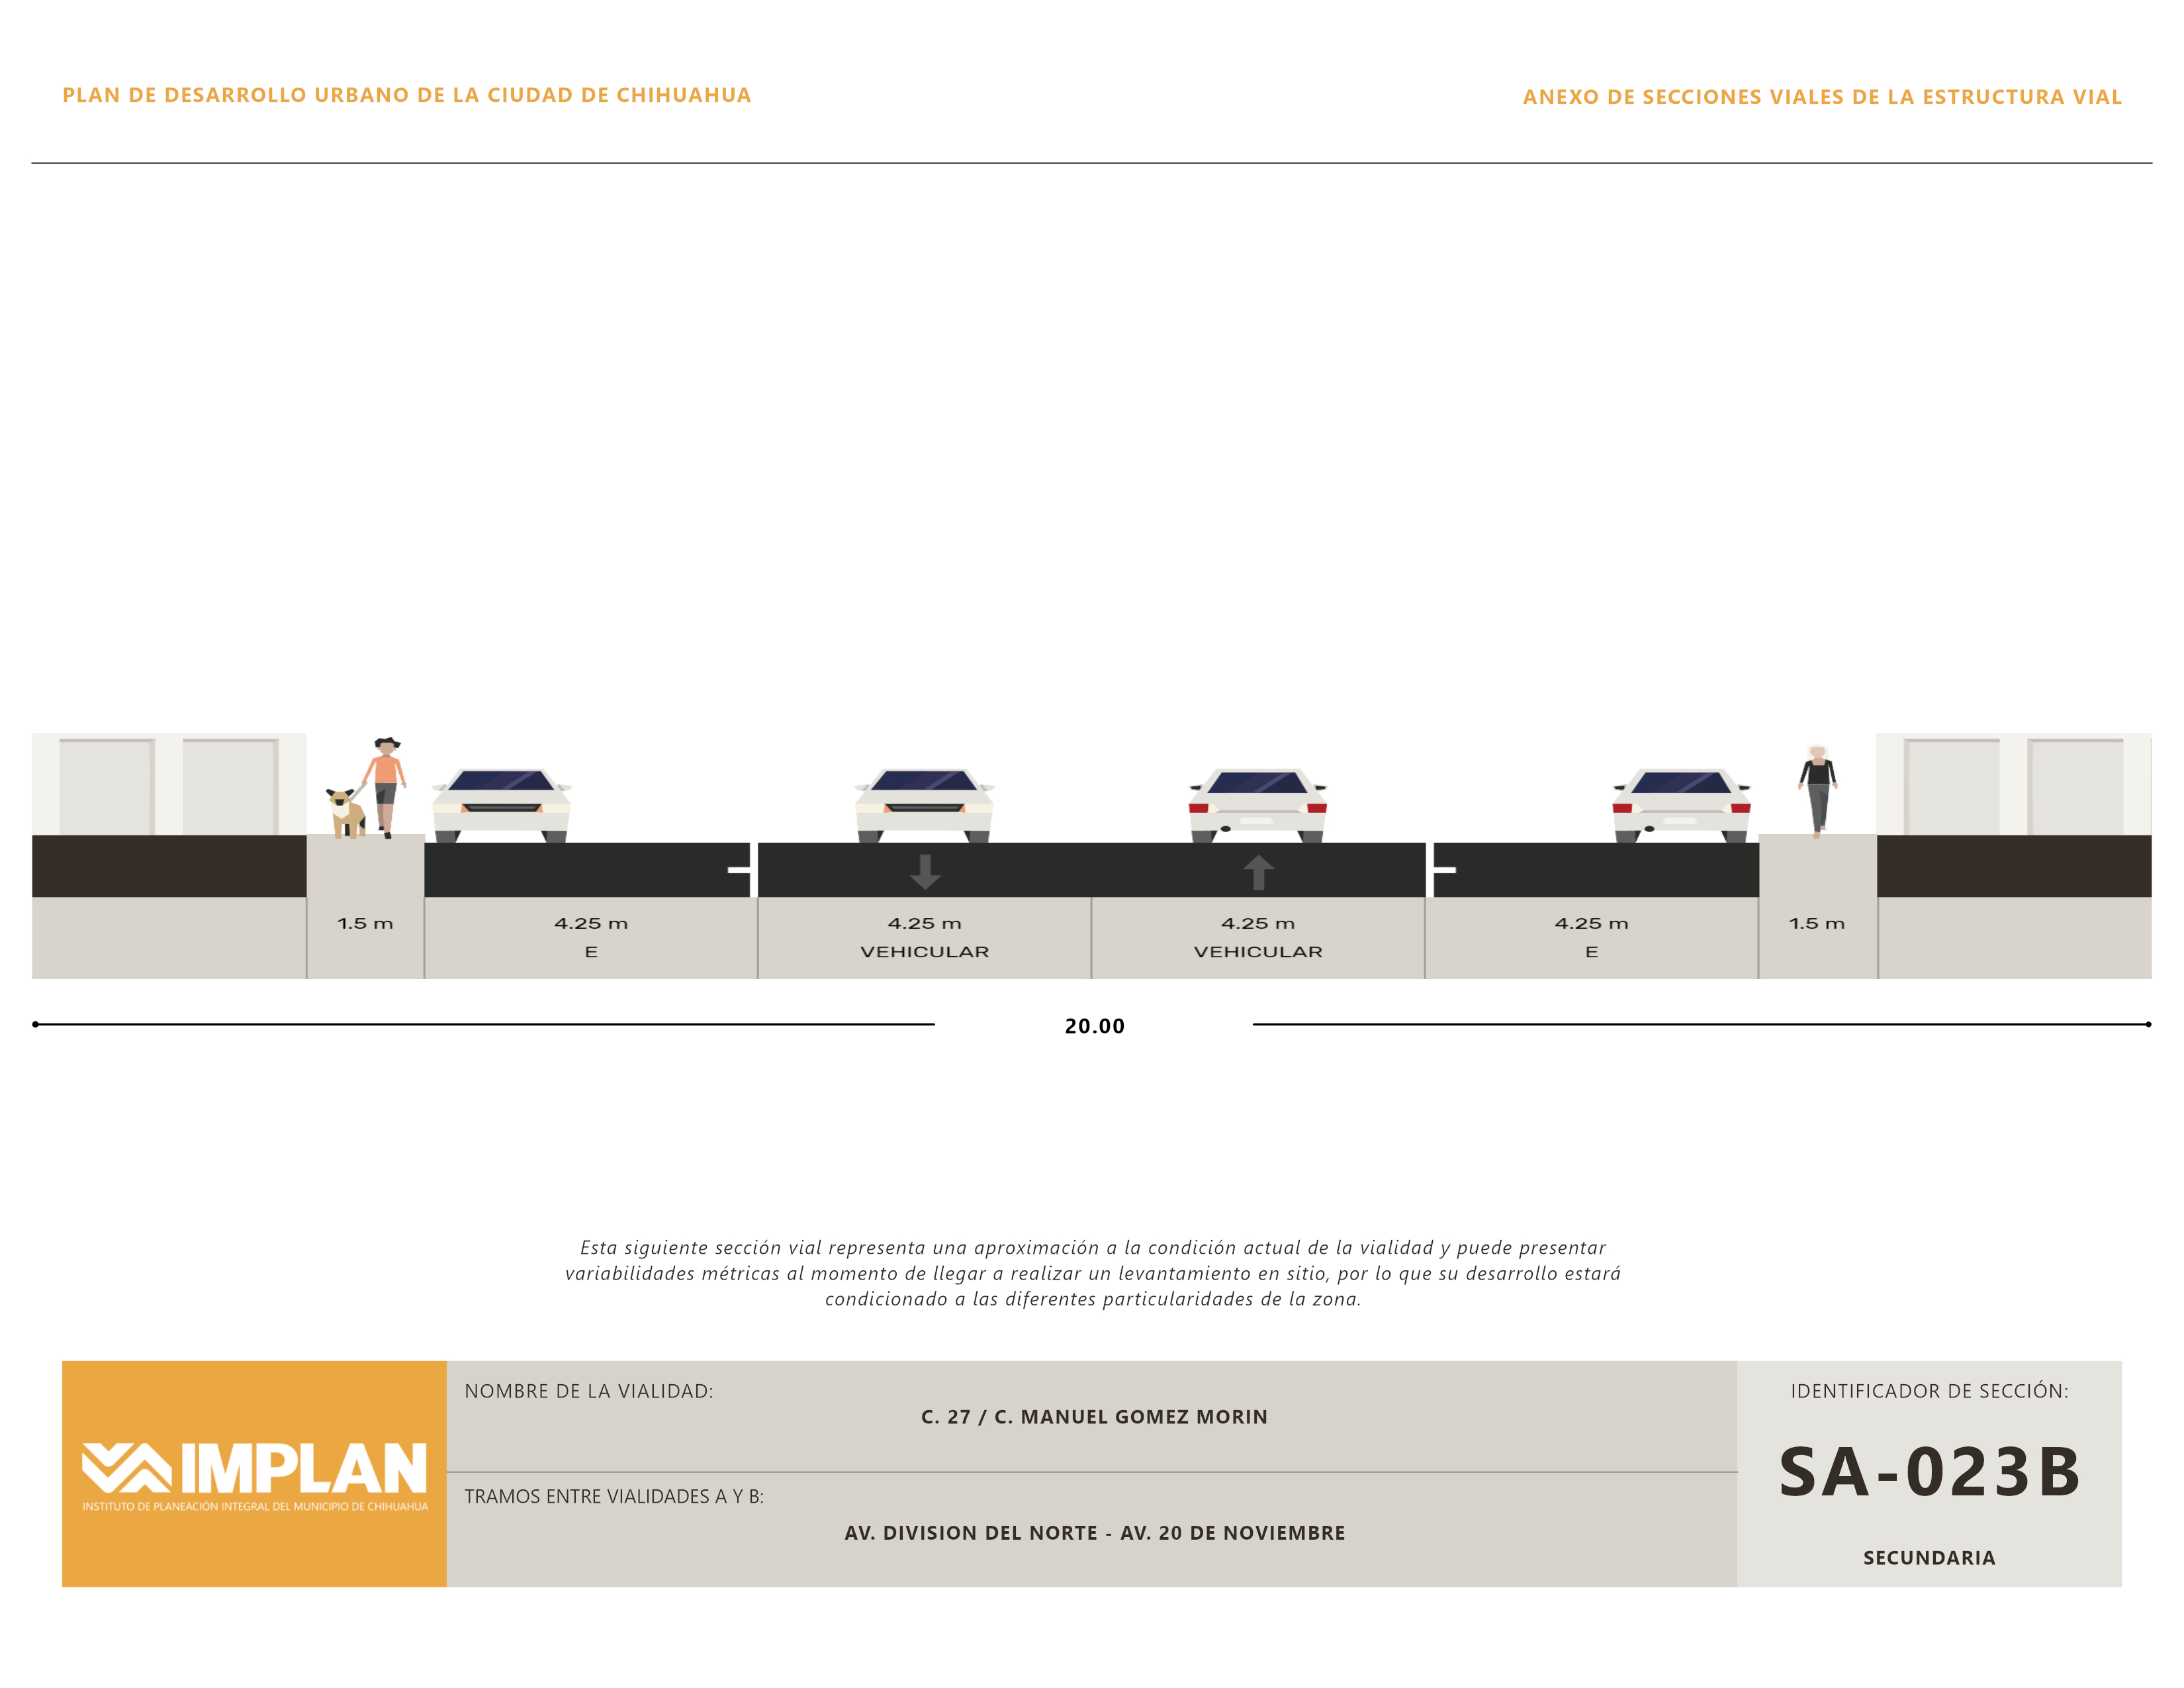 PLAN DE DESARROLLO URBANO DE LA CIUDAD DE CHIHUAHUA
ANEXO DE SECCIONES VIALES DE LA ESTRUCTURA VIAL
1.5 m
4.25 m
E
4.25 m
VEHICULAR
4.25 m
VEHICULAR
4.25 m
E
1.5 m
20.00
Esta siguiente sección vial representa una aproximación a la condición actual de la vialidad y puede presentar
variabilidades métricas al momento de llegar a realizar un levantamiento en sitio, por lo que su desarrollo estará
condicionado a las diferentes particularidades de la zona.
IMPLAN
INSTITUTO DE PLANEACIÓN INTEGRAL DEL MUNICIPIO DE CHIHUAHUA
NOMBRE DE LA VIALIDAD:
C. 27 / C. MANUEL GOMEZ MORIN
TRAMOS ENTRE VIALIDADES A Y B:
AV. DIVISION DEL NORTE - AV. 20 DE NOVIEMBRE
IDENTIFICADOR DE SECCIÓN:
SA-023B
SECUNDARIA